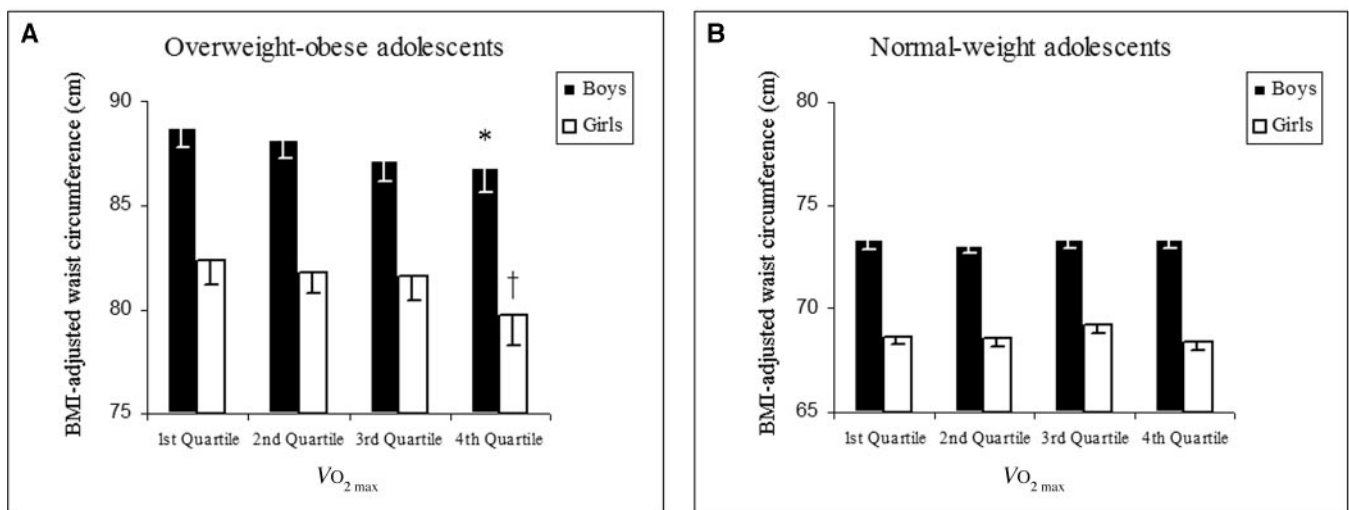 A
Overweight-obese adolescents
BMI-adjusted waist circumference (cm)
90
85
80
75
Boys
Girls
*
†
1st Quartile 2nd Quartile 3rd Quartile 4th Quartile
VO2 max
B
Normal-weight adolescents
BMI-adjusted waist circumference (cm)
80
75
70
65
Boys
Girls
1st Quartile 2nd Quartile 3rd Quartile 4th Quartile
VO2 max